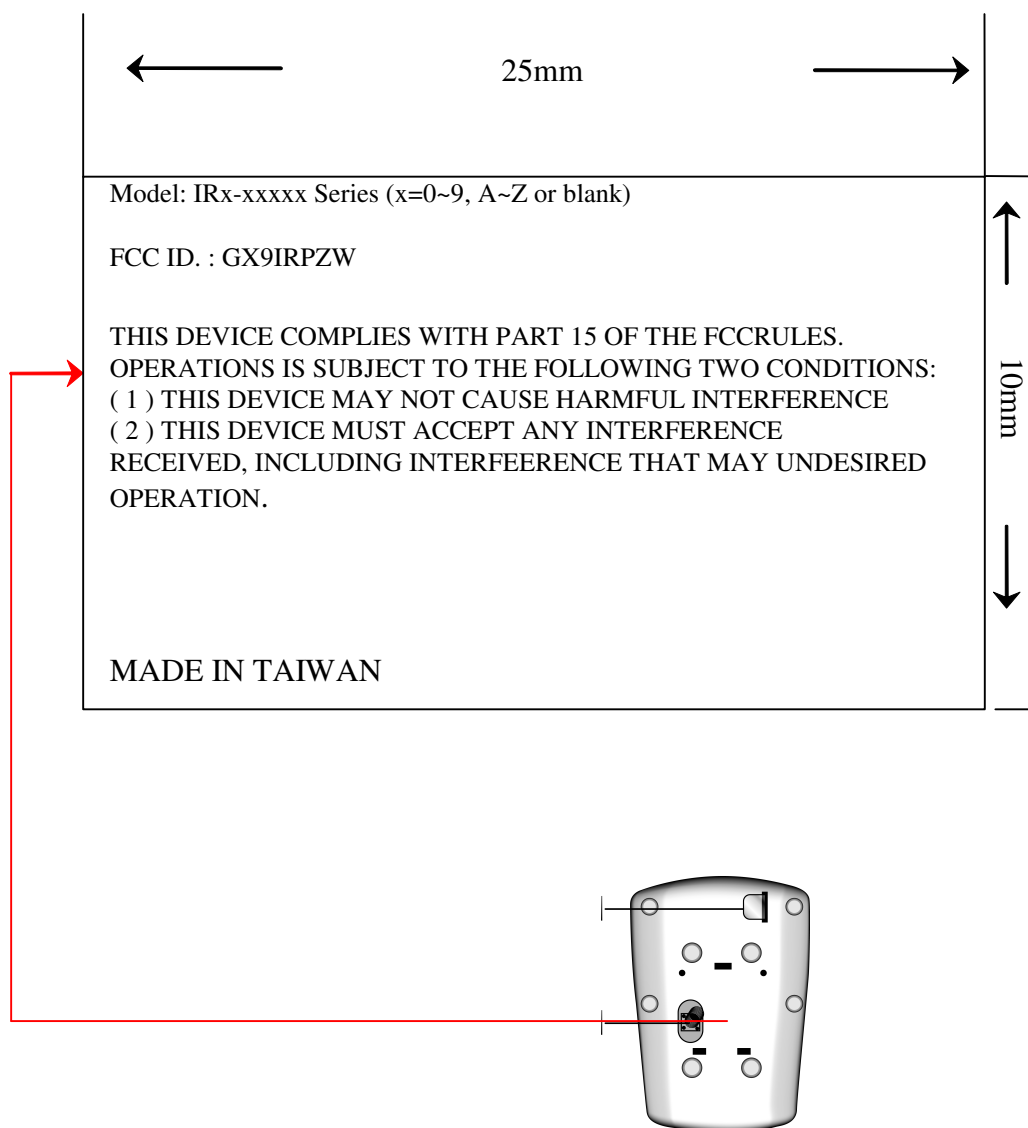 25mm
Model: IRx-xxxxx Series (x=0~9, A~Z or blank)
FCC ID. : GX9IRPZW
THIS DEVICE COMPLIES WITH PART 15 OF THE FCCRULES.
OPERATIONS IS SUBJECT TO THE FOLLOWING TWO CONDITIONS:
( 1 ) THIS DEVICE MAY NOT CAUSE HARMFUL INTERFERENCE
( 2 ) THIS DEVICE MUST ACCEPT ANY INTERFERENCE
RECEIVED, INCLUDING INTERFEERENCE THAT MAY UNDESIRED
OPERATION.
MADE IN TAIWAN
10mm